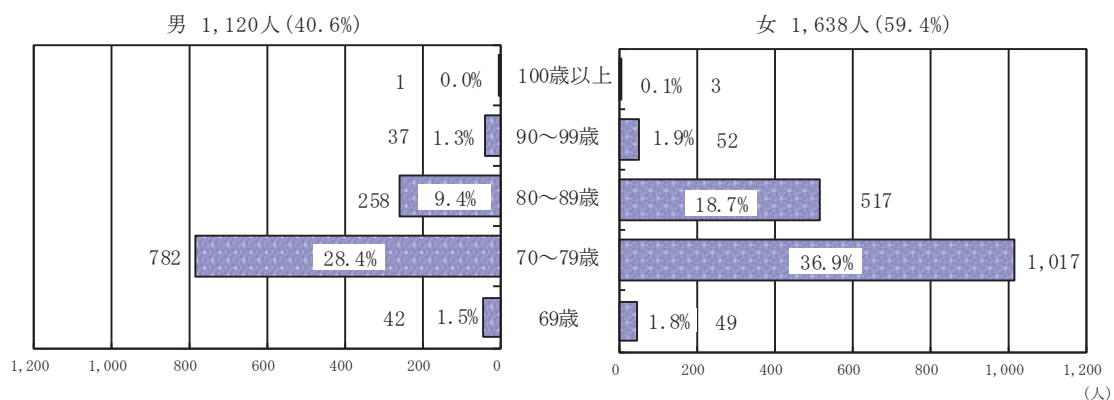 男 1,120人(40.6%) 女 1,638人(59.4%)
1 0.0% 100歳以上 0.1% 3
37 1.3% 90～99歳 1.9% 52
258 9.4% 80～89歳 18.7% 517
782 28.4% 70～79歳 36.9% 1,017
42 1.5% 69歳 1.8% 49
1,200 1,000 800 600 400 200 0 0 200 400 600 800 1,000 1,200
(人)